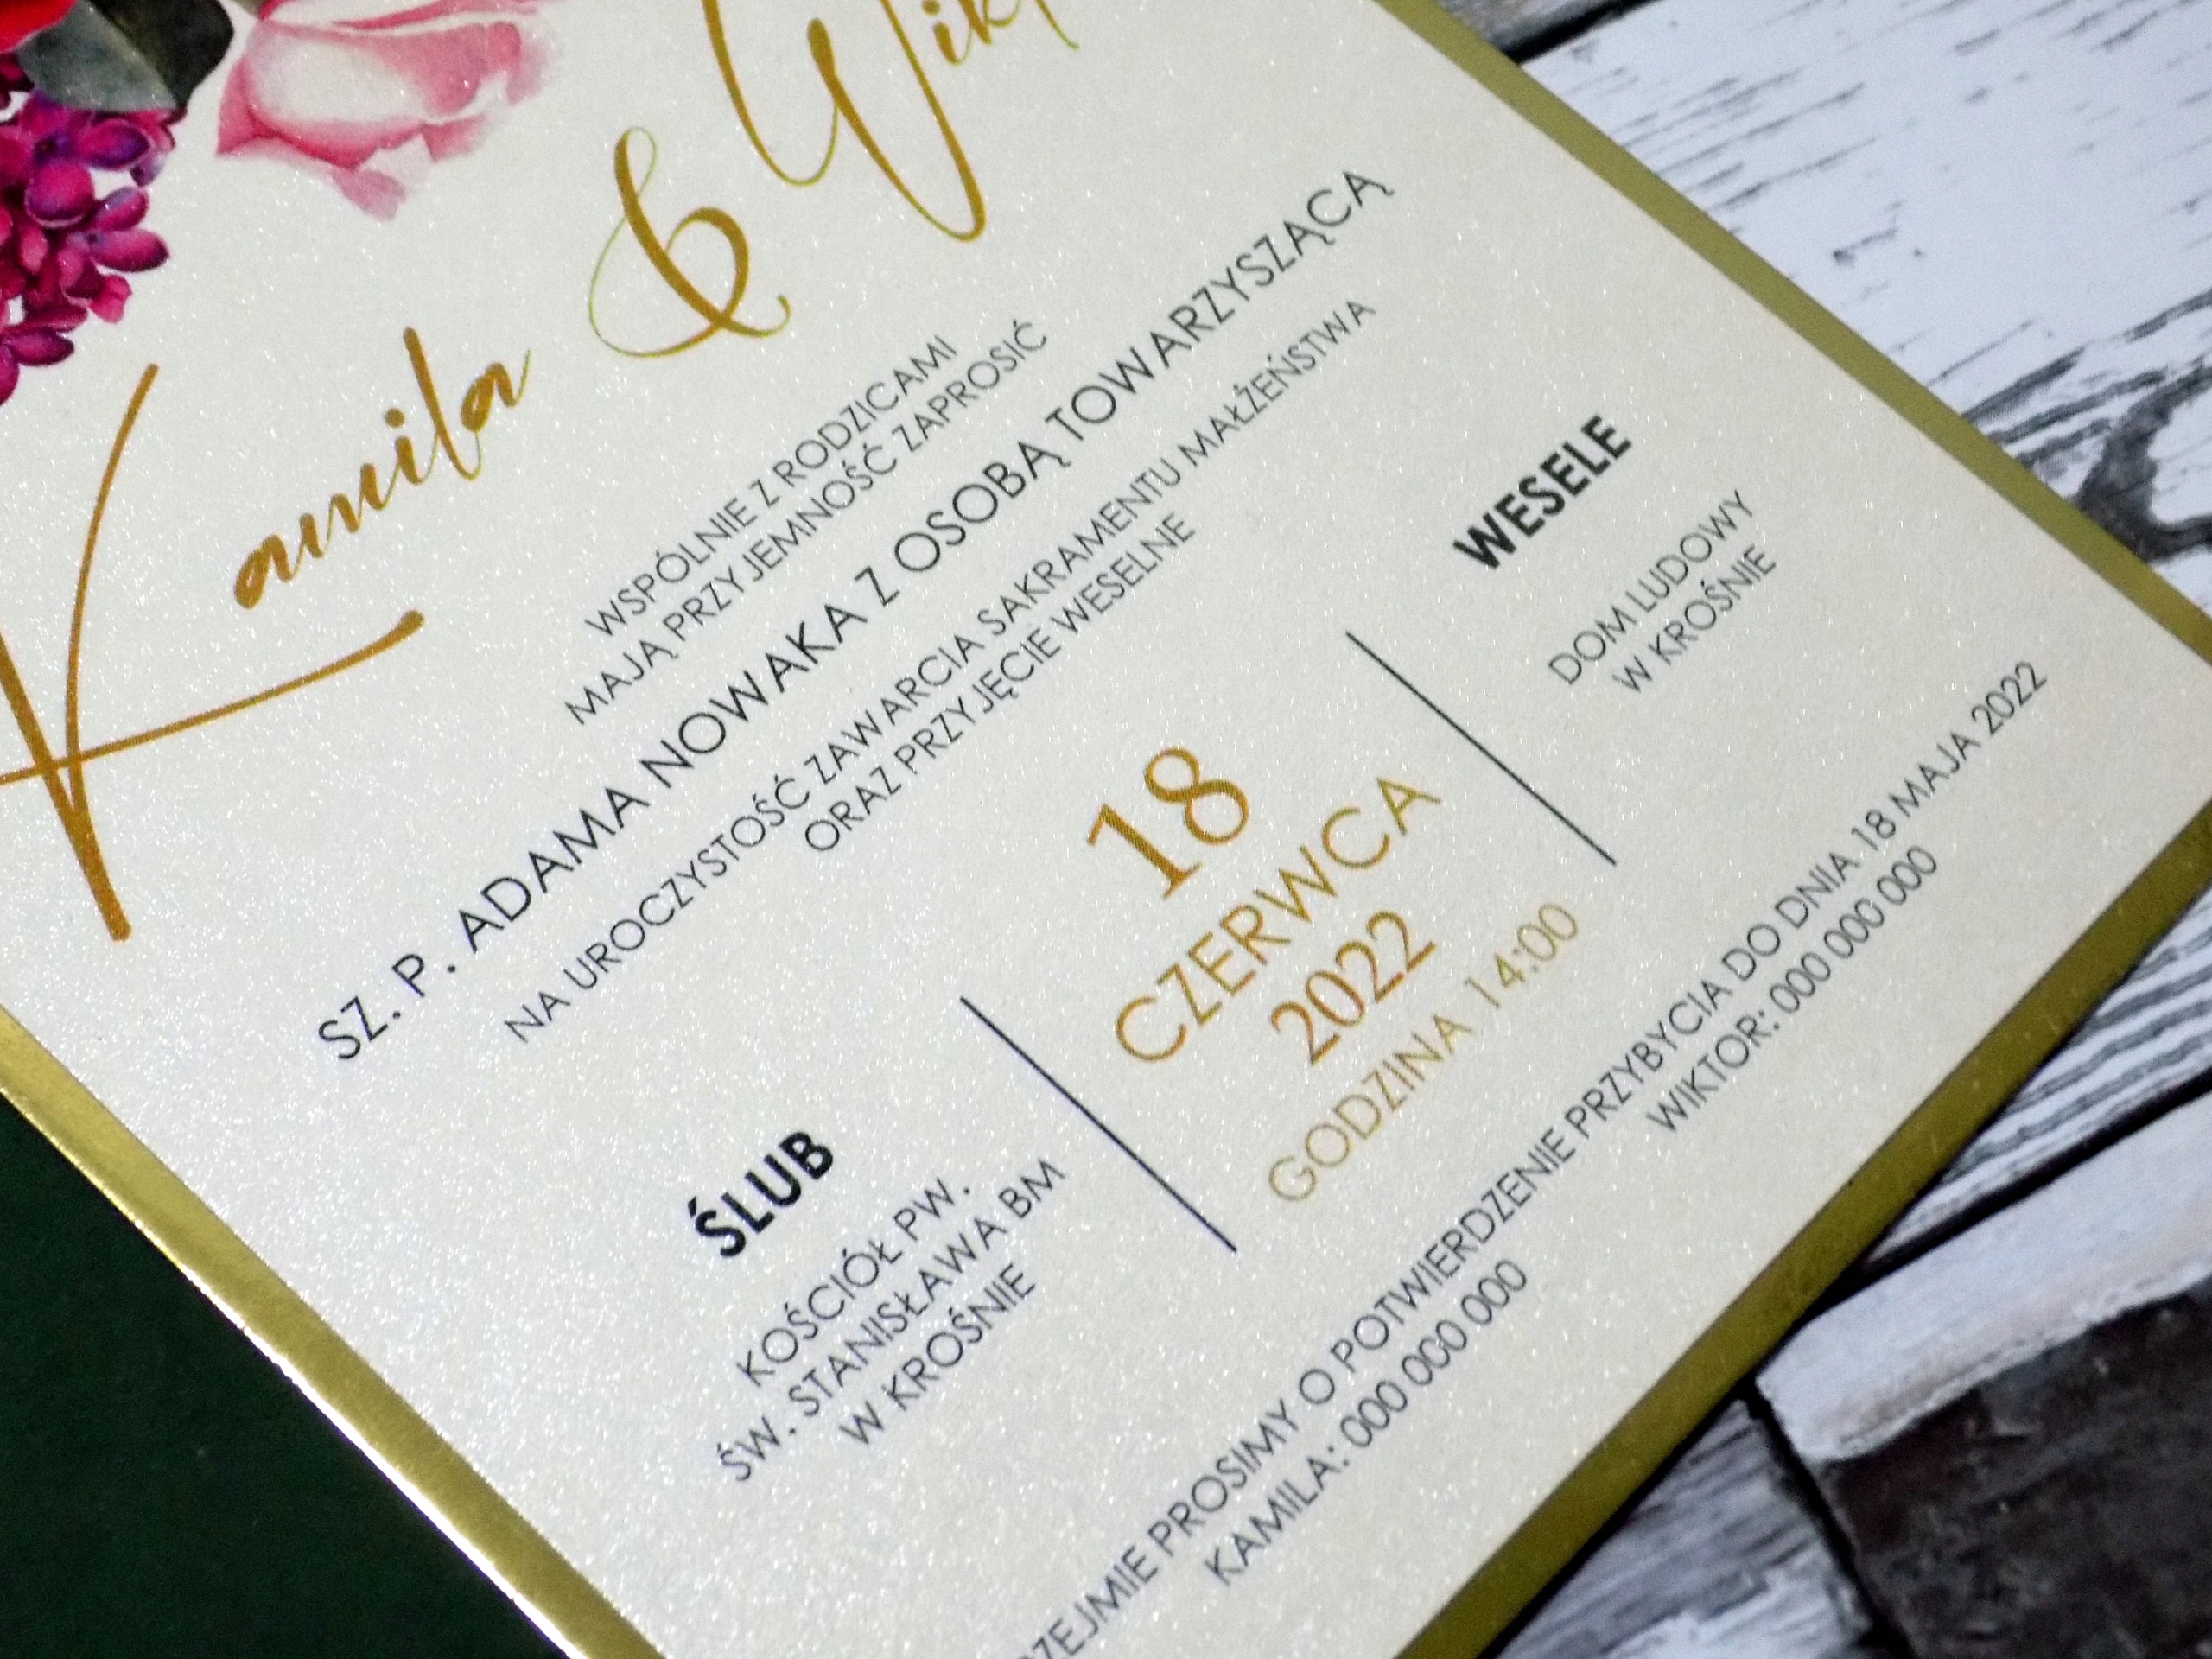 Kamila & Wikt
WSPÓLNIE Z RODZICAMI
MAJĄ PRZYJEMNOŚĆ ZAPROSIĆ
SZ. P. ADAMA NOWAKA Z OSOBĄ TOWARZYSZĄCĄ
NA UROCZYSTOŚĆ ZAWARCIA SAKRAMENTU MAŁŻEŃSTWA
ORAZ PRZYJĘCIE WESELNE
ŚLUB
KOŚCIÓŁ PW.
ŚW. STANISŁAWA BM
W KROŚNIE
18
CZERWCA
2022
GODZINA 14:00
WESELE
DOM LUDOWY
W KROŚNIE
ZEJMIE PROSIMY O POTWIERDZENIE PRZYBYCIA DO DNIA 18 MAJA 2022
KAMILA: 000 000 000 WIKTOR: 000 000 000